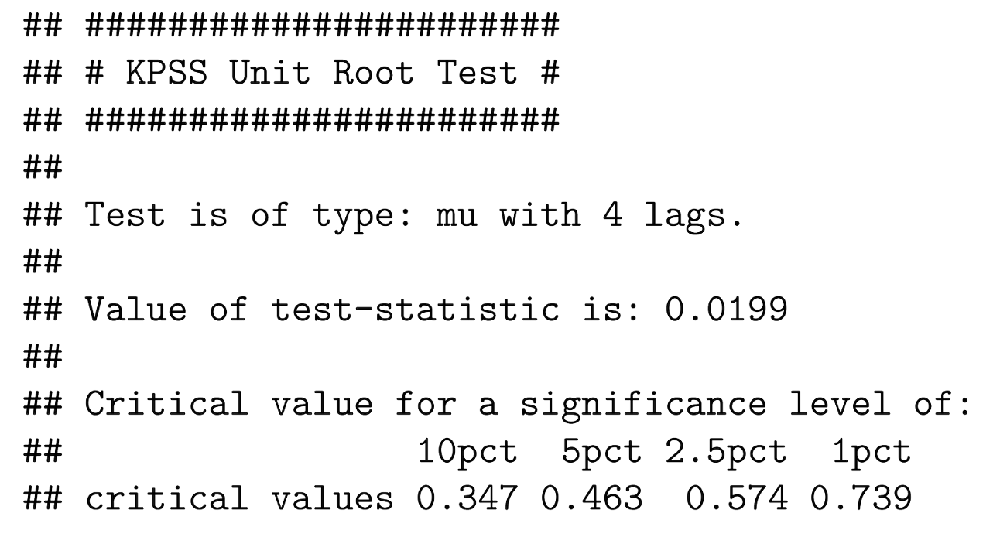 ## #######################
## # KPSS Unit Root Test #
## #######################
##
## Test is of type: mu with 4 lags.
##
## Value of test-statistic is: 0.0199
##
## Critical value for a significance level of:
##                 10pct  5pct 2.5pct  1pct
## critical values 0.347 0.463  0.574 0.739